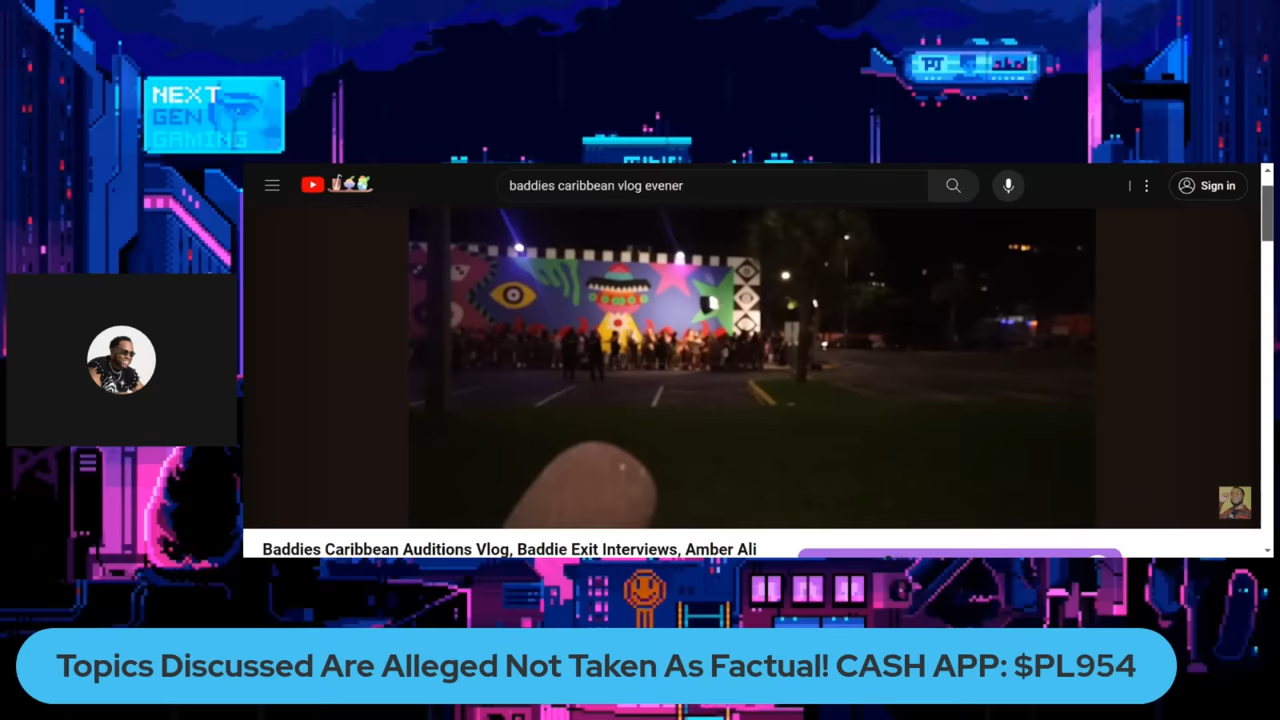 NEXT
GEN
GAMING
baddies caribbean vlog evener
Sign in
Baddies Caribbean Auditions Vlog, Baddie Exit Interviews, Amber Ali
Topics Discussed Are Alleged Not Taken As Factual! CASH APP: $PL954